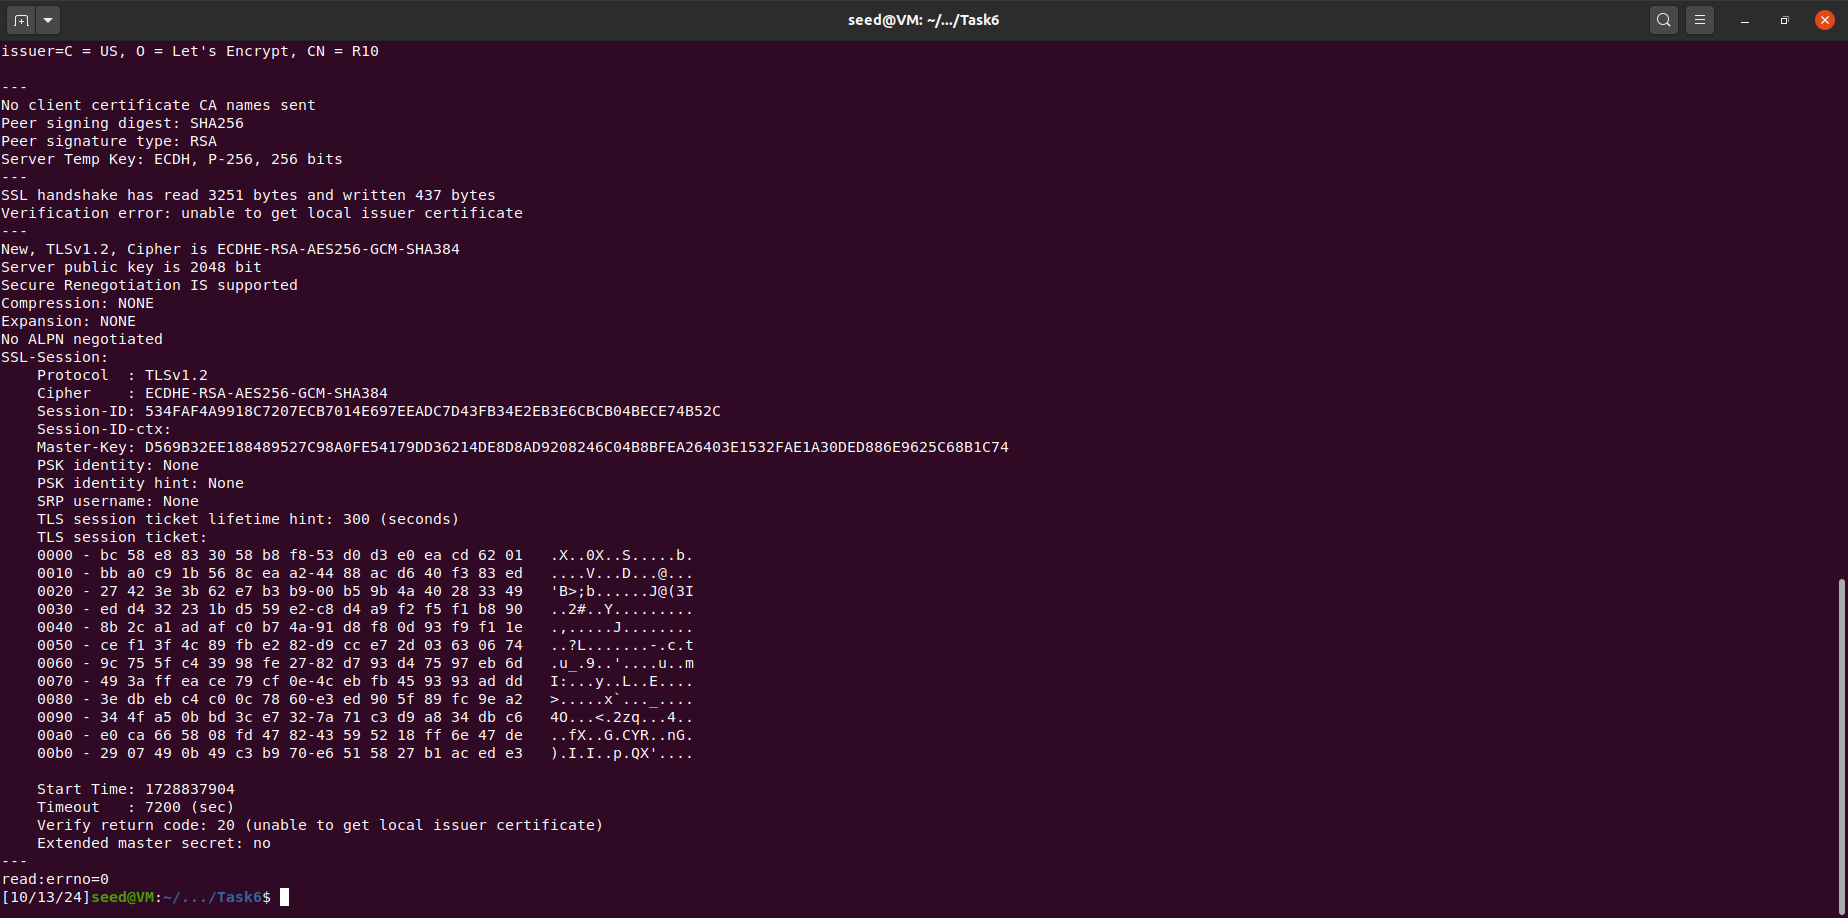 seed@VM: ~/.../Task6
issuer=C = US, O = Let's Encrypt, CN = R10
---
No client certificate CA names sent
Peer signing digest: SHA256
Peer signature type: RSA
Server Temp Key: ECDH, P-256, 256 bits
---
SSL handshake has read 3251 bytes and written 437 bytes
Verification error: unable to get local issuer certificate
---
New, TLSv1.2, Cipher is ECDHE-RSA-AES256-GCM-SHA384
Server public key is 2048 bit
Secure Renegotiation IS supported
Compression: NONE
Expansion: NONE
No ALPN negotiated
SSL-Session:
    Protocol  : TLSv1.2
    Cipher    : ECDHE-RSA-AES256-GCM-SHA384
    Session-ID: 534FAF4A9918C7207ECB7014E697EEADC7D43FB34E2EB3E6CBCB04BECE74B52C
    Session-ID-ctx:
    Master-Key: D569B32EE188489527C98A0FE54179DD36214DE8D8AD9208246C04B8BFEA26403E1532FAE1A30DED886E9625C68B1C74
    PSK identity: None
    PSK identity hint: None
    SRP username: None
    TLS session ticket lifetime hint: 300 (seconds)
    TLS session ticket:
    0000 - bc 58 e8 83 30 58 b8 f8-53 d0 d3 e0 ea cd 62 01   .X..0X..S.....b.
    0010 - bb a0 c9 1b 56 8c ea a2-44 88 ac d6 40 f3 83 ed   ....V...D...@...
    0020 - 27 42 3e 3b 62 e7 b3 b9-00 b5 9b 4a 40 28 33 49   'B>;b......J@(3I
    0030 - ed d4 32 23 1b d5 59 e2-c8 d4 a9 f2 f5 f1 b8 90   ..2#..Y.........
    0040 - 8b 2c a1 ad af c0 b7 4a-91 d8 f8 0d 93 f9 f1 1e   .,.....J........
    0050 - ce f1 3f 4c 89 fb e2 82-d9 cc e7 2d 03 63 06 74   ..?L.......-.c.t
    0060 - 9c 75 5f c4 39 98 fe 27-82 d7 93 d4 75 97 eb 6d   .u_.9..'....u..m
    0070 - 49 3a ff ea ce 79 cf 0e-4c eb fb 45 93 93 ad dd   I:...y..L..E....
    0080 - 3e db eb c4 c0 0c 78 60-e3 ed 90 5f 89 fc 9e a2   >.....x`..._....
    0090 - 34 4f a5 0b bd 3c e7 32-7a 71 c3 d9 a8 34 db c6   4O...<.2zq...4..
    00a0 - e0 ca 66 58 08 fd 47 82-43 59 52 18 ff 6e 47 de   ..fX..G.CYR..nG.
    00b0 - 29 07 49 0b 49 c3 b9 70-e6 51 58 27 b1 ac ed e3   ).I.I..p.QX'....
    Start Time: 1728837904
    Timeout   : 7200 (sec)
    Verify return code: 20 (unable to get local issuer certificate)
    Extended master secret: no
---
read:errno=0
[10/13/24]seed@VM:~/.../Task6$